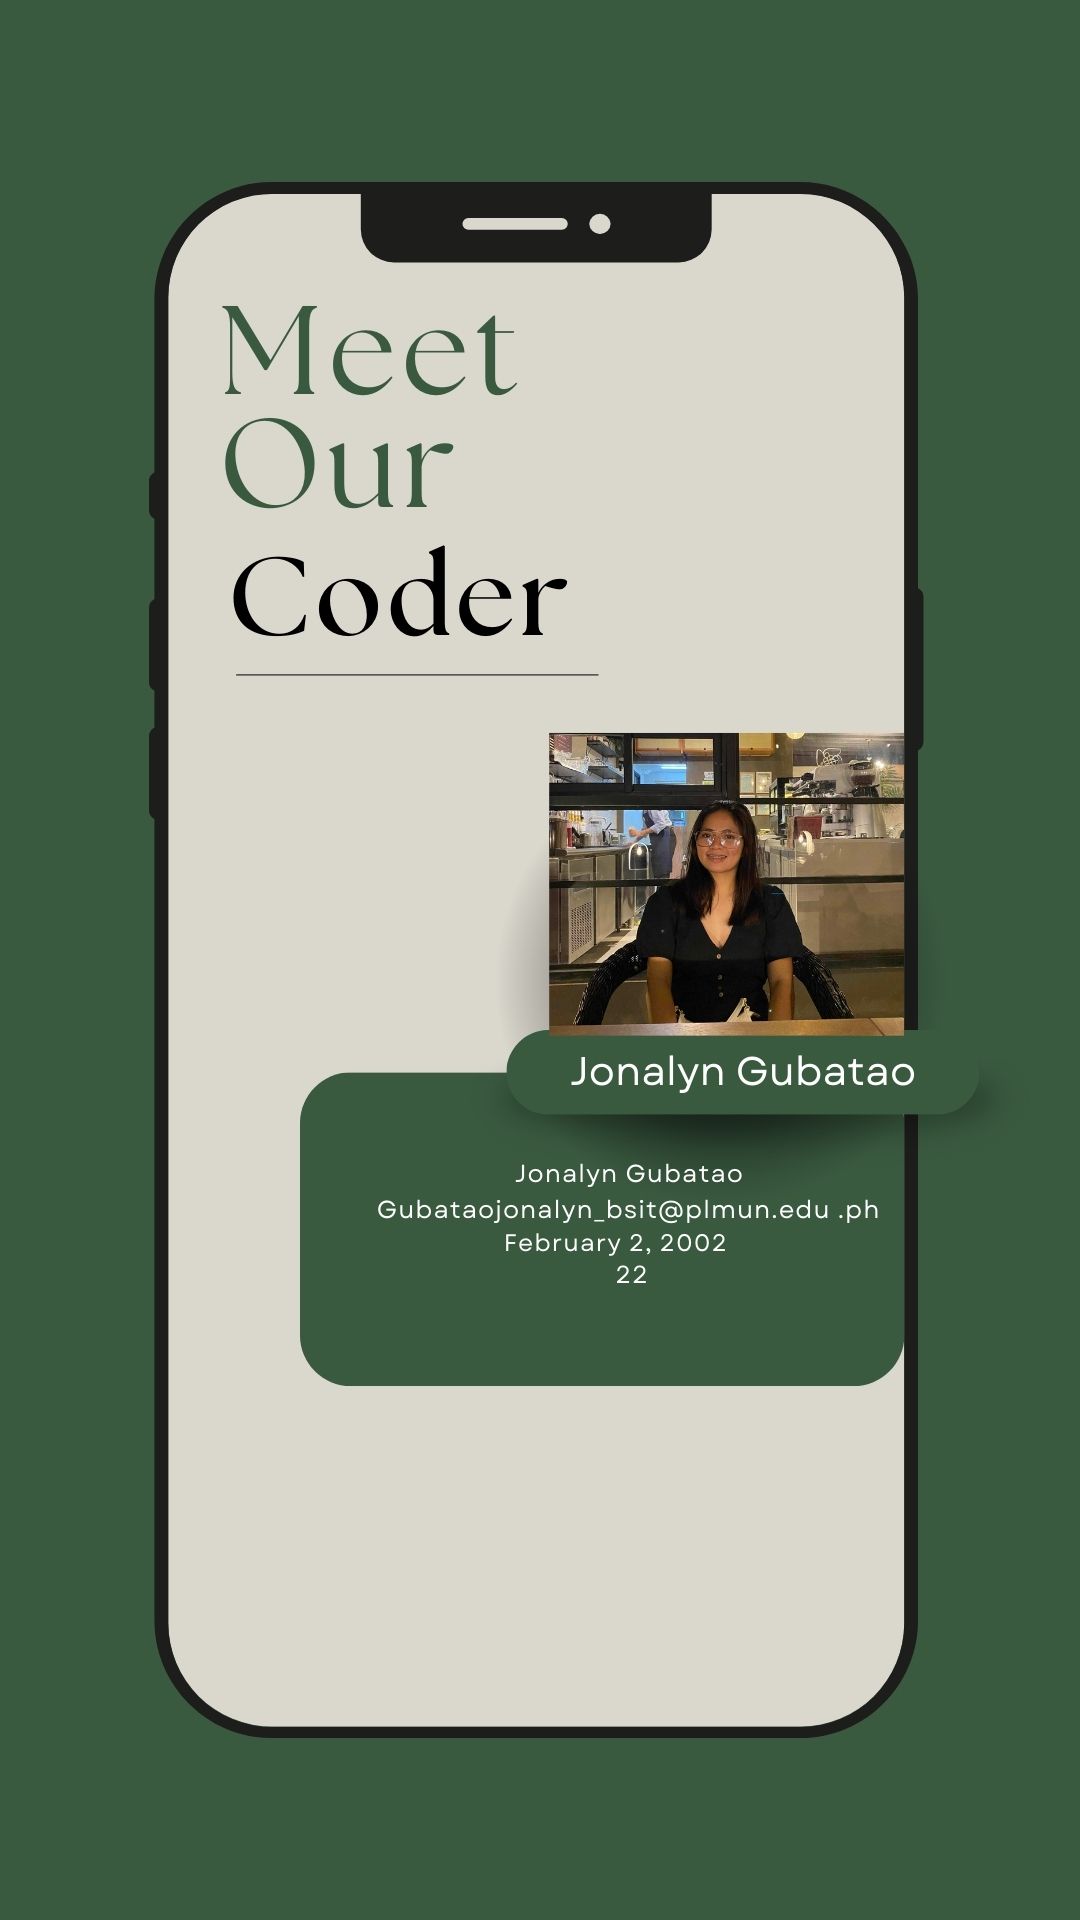 Meet
Our
Coder
Jonalyn Gubatao
Jonalyn Gubatao
Gubataojonalyn_bsit@plmun.edu .ph
February 2, 2002
22